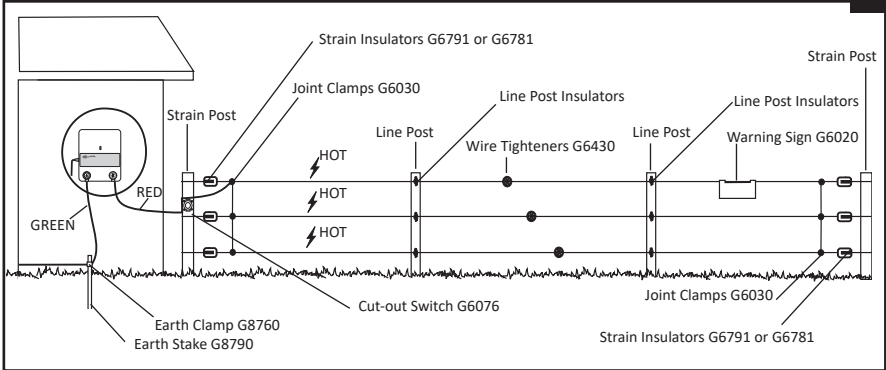 Strain Insulators G6791 or G6781
Strain Post
Joint Clamps G6030
Line Post Insulators
Line Post Insulators
Strain Post
Line Post
Wire Tighteners G6430
Line Post
Warning Sign G6020
HOT
RED
HOT
GREEN
HOT
Joint Clamps G6030
Cut-out Switch G6076
Earth Clamp G8760
Strain Insulators G6791 or G6781
Earth Stake G8790